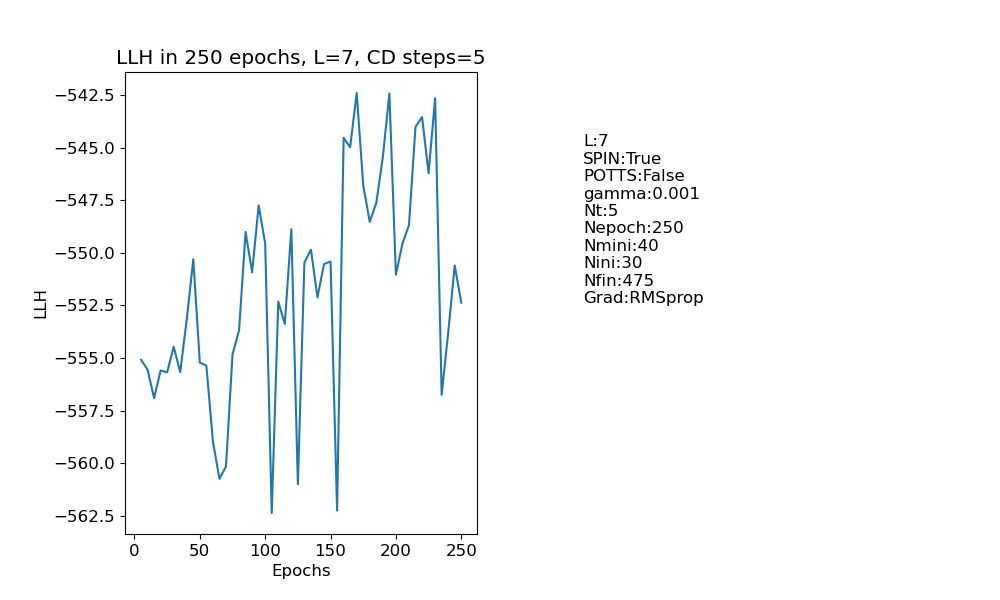 LLH in 250 epochs, L=7, CD steps=5
−542.5
−545.0
−547.5
−550.0
−552.5
−555.0
−557.5
−560.0
−562.5
LLH
0 50 100 150 200 250
Epochs
L:7
SPIN:True
POTTS:False
gamma:0.001
Nt:5
Nepoch:250
Nmini:40
Nini:30
Nfin:475
Grad:RMSprop